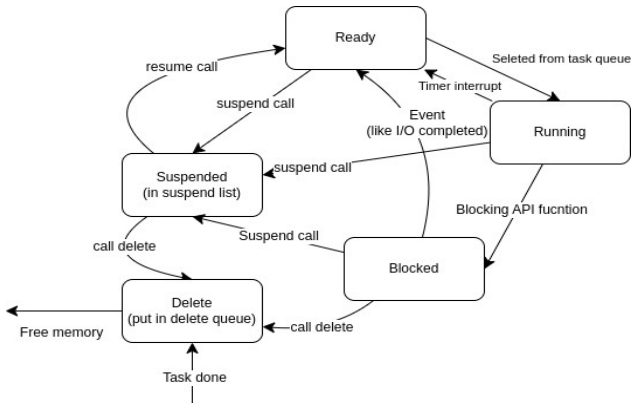 Ready
resume call
Seleted from task queue
Timer interrupt
suspend call
Event
(like I/O completed)
Running
suspend call
Suspended
(in suspend list)
Blocking API fucntion
Suspend call
call delete
Blocked
Delete
(put in delete queue)
Free memory
call delete
Task done